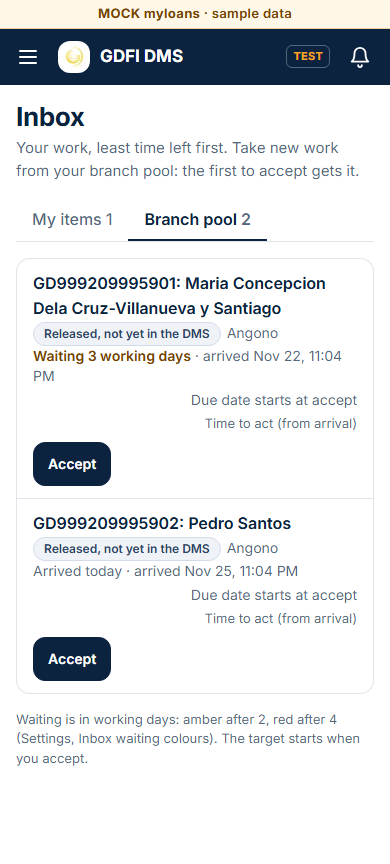 MOCK myloans · sample data
GDFI DMS
TEST
Inbox
Your work, least time left first. Take new work
from your branch pool: the first to accept gets it.
My items 1
Branch pool 2
GD999209995901: Maria Concepcion
Dela Cruz-Villanueva y Santiago
Released, not yet in the DMS Angono
Waiting 3 working days · arrived Nov 22, 11:04
PM
Due date starts at accept
Time to act (from arrival)
Accept
GD999209995902: Pedro Santos
Released, not yet in the DMS Angono
Arrived today · arrived Nov 25, 11:04 PM
Due date starts at accept
Time to act (from arrival)
Accept
Waiting is in working days: amber after 2, red after 4
(Settings, Inbox waiting colours). The target starts when
you accept.